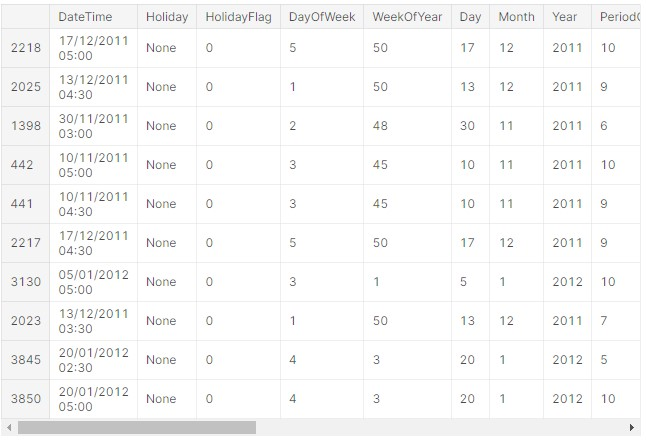 DateTime Holiday HolidayFlag DayOfWeek WeekOfYear Day Month Year PeriodO
2218 17/12/2011 05:00 None 0 5 50 17 12 2011 10
2025 13/12/2011 04:30 None 0 1 50 13 12 2011 9
1398 30/11/2011 03:00 None 0 2 48 30 11 2011 6
442 10/11/2011 05:00 None 0 3 45 10 11 2011 10
441 10/11/2011 04:30 None 0 3 45 10 11 2011 9
2217 17/12/2011 04:30 None 0 5 50 17 12 2011 9
3130 05/01/2012 05:00 None 0 3 1 5 1 2012 10
2023 13/12/2011 03:30 None 0 1 50 13 12 2011 7
3845 20/01/2012 02:30 None 0 4 3 20 1 2012 5
3850 20/01/2012 05:00 None 0 4 3 20 1 2012 10